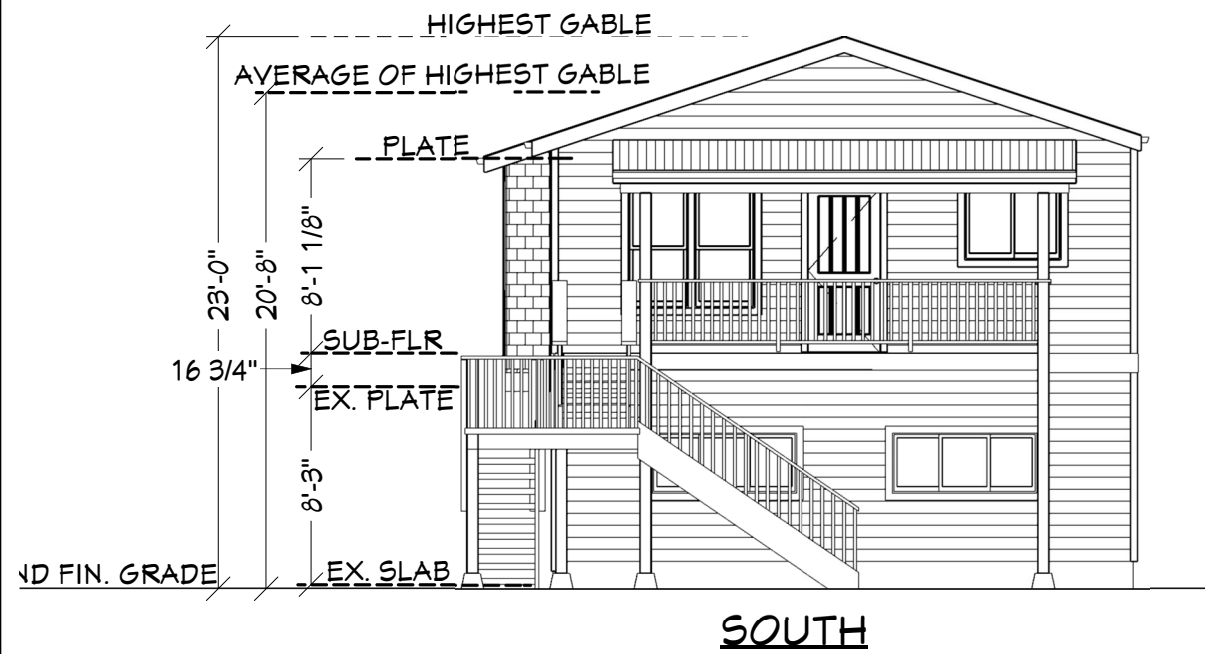 HIGHEST GABLE
AVERAGE OF HIGHEST GABLE
PLATE
23'-0"
20'-8"
8'-1 1/8"
SUB-FLR
16 3/4"
EX. PLATE
8'-3"
FIN. GRADE
EX. SLAB
SOUTH